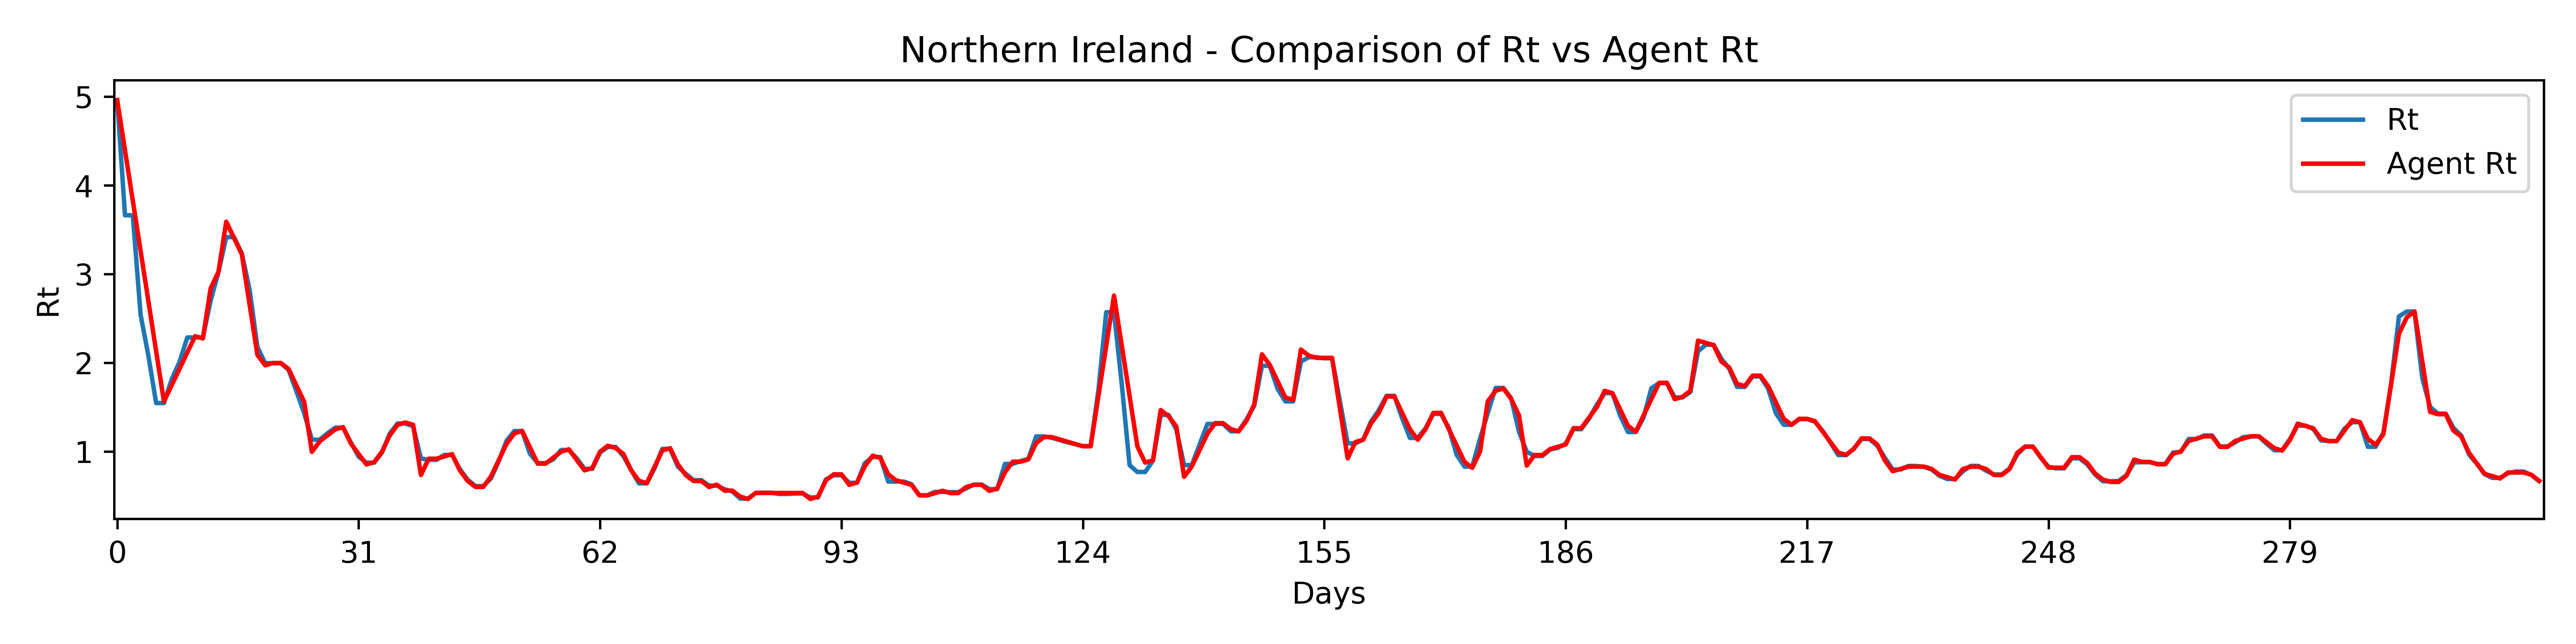 Northern Ireland - Comparison of Rt vs Agent Rt
Rt
Agent Rt
5
4
3
2
1
Rt
0 31 62 93 124 155 186 217 248 279
Days